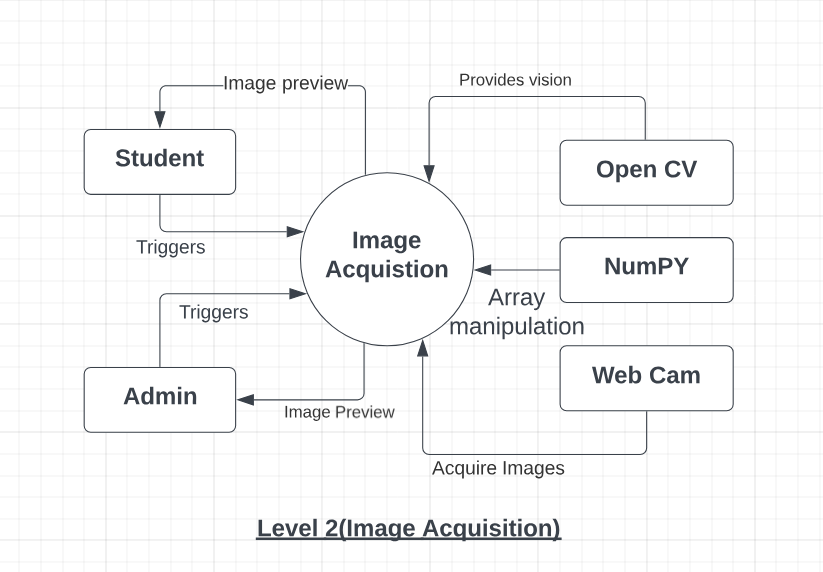 Image preview
Provides vision
Student
Open CV
Triggers
Image
Acquistion
NumPY
Array
manipulation
Triggers
Web Cam
Admin
Image Preview
Acquire Images
Level 2(Image Acquisition)